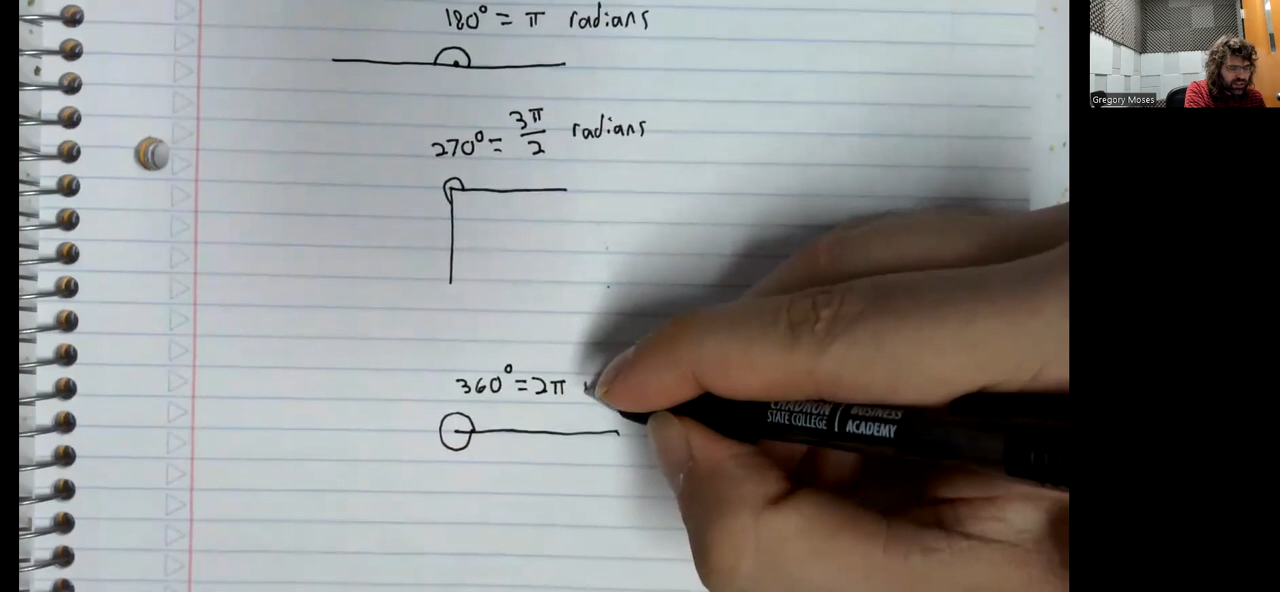 180° = π radians
270° = 3π/2 radians
360° = 2π
CHADRON STATE COLLEGE | BUSINESS ACADEMY
Gregory Moses